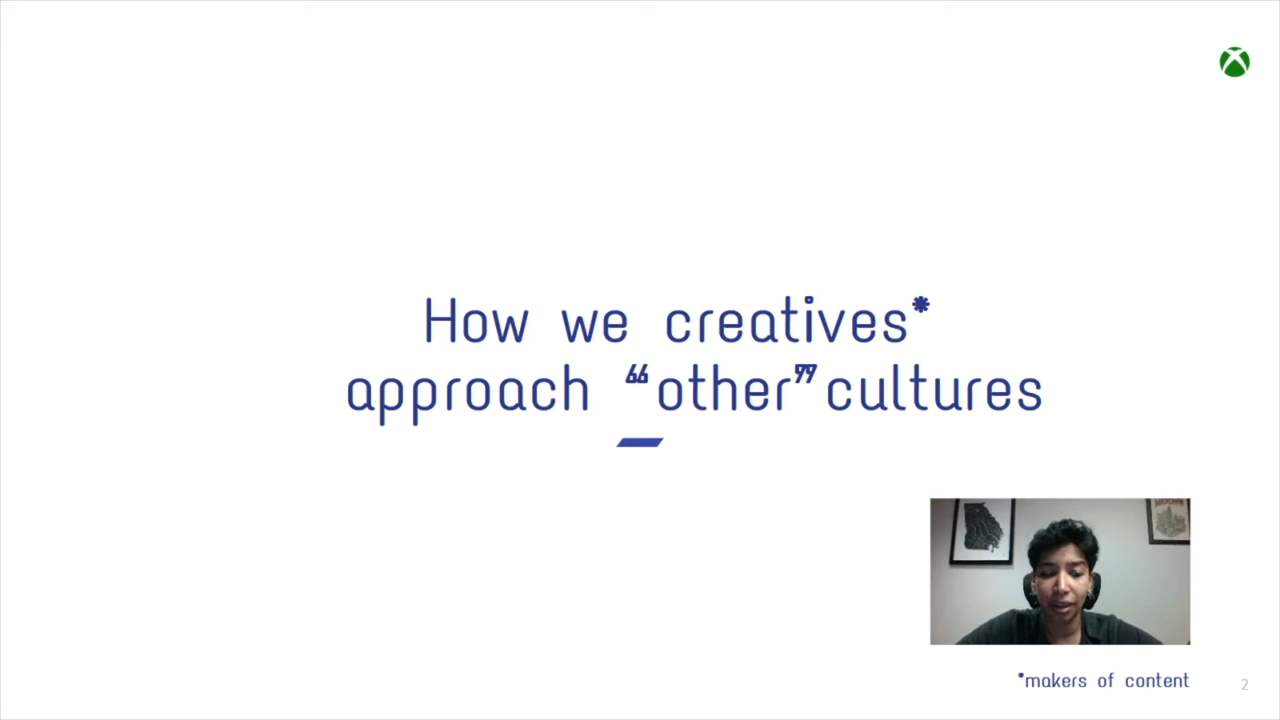 How we creatives*
approach “other” cultures
*makers of content
2